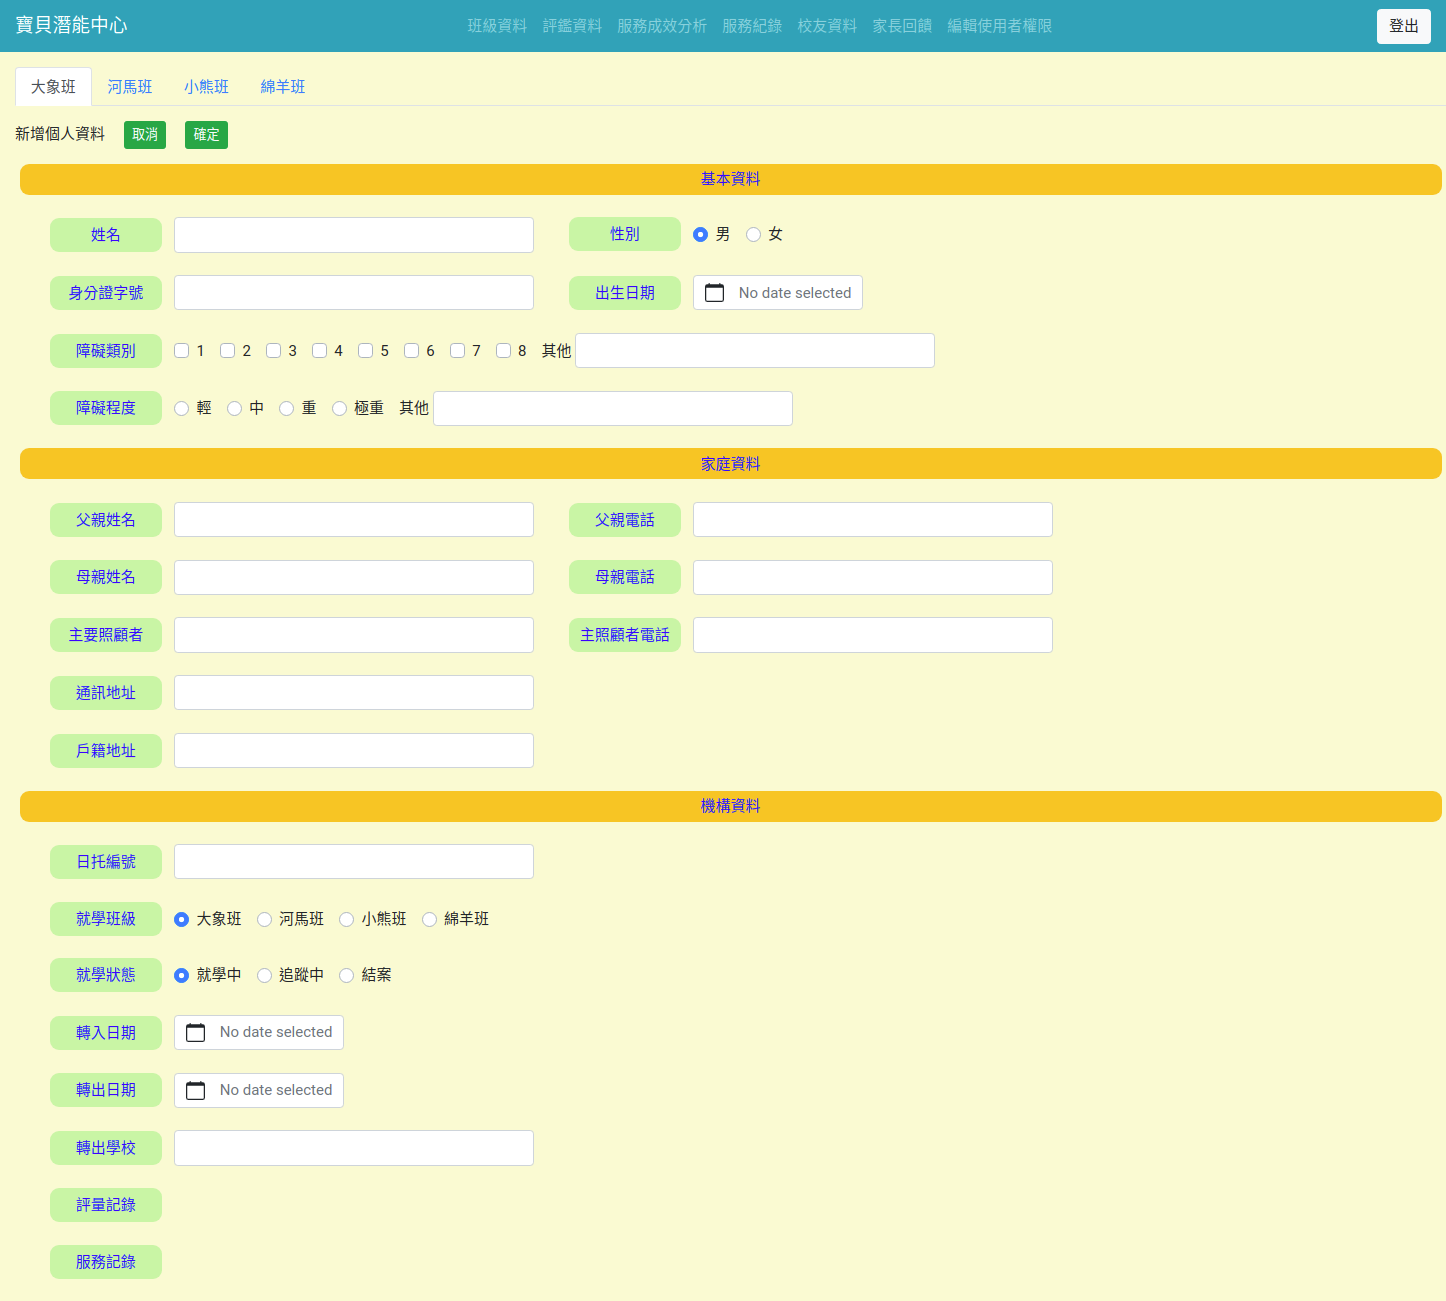 寶貝潛能中心 班級資料 評鑑資料 服務成效分析 服務紀錄 校友資料 家長回饋 編輯使用者權限 登出
大象班 河馬班 小熊班 綿羊班
新增個人資料 取消 確定
基本資料
姓名 性別 男 女
身分證字號 出生日期 No date selected
障礙類別 1 2 3 4 5 6 7 8 其他
障礙程度 輕 中 重 極重 其他
家庭資料
父親姓名 父親電話
母親姓名 母親電話
主要照顧者 主照顧者電話
通訊地址
戶籍地址
機構資料
日托編號
就學班級 大象班 河馬班 小熊班 綿羊班
就學狀態 就學中 追蹤中 結案
轉入日期 No date selected
轉出日期 No date selected
轉出學校
評量記錄
服務記錄